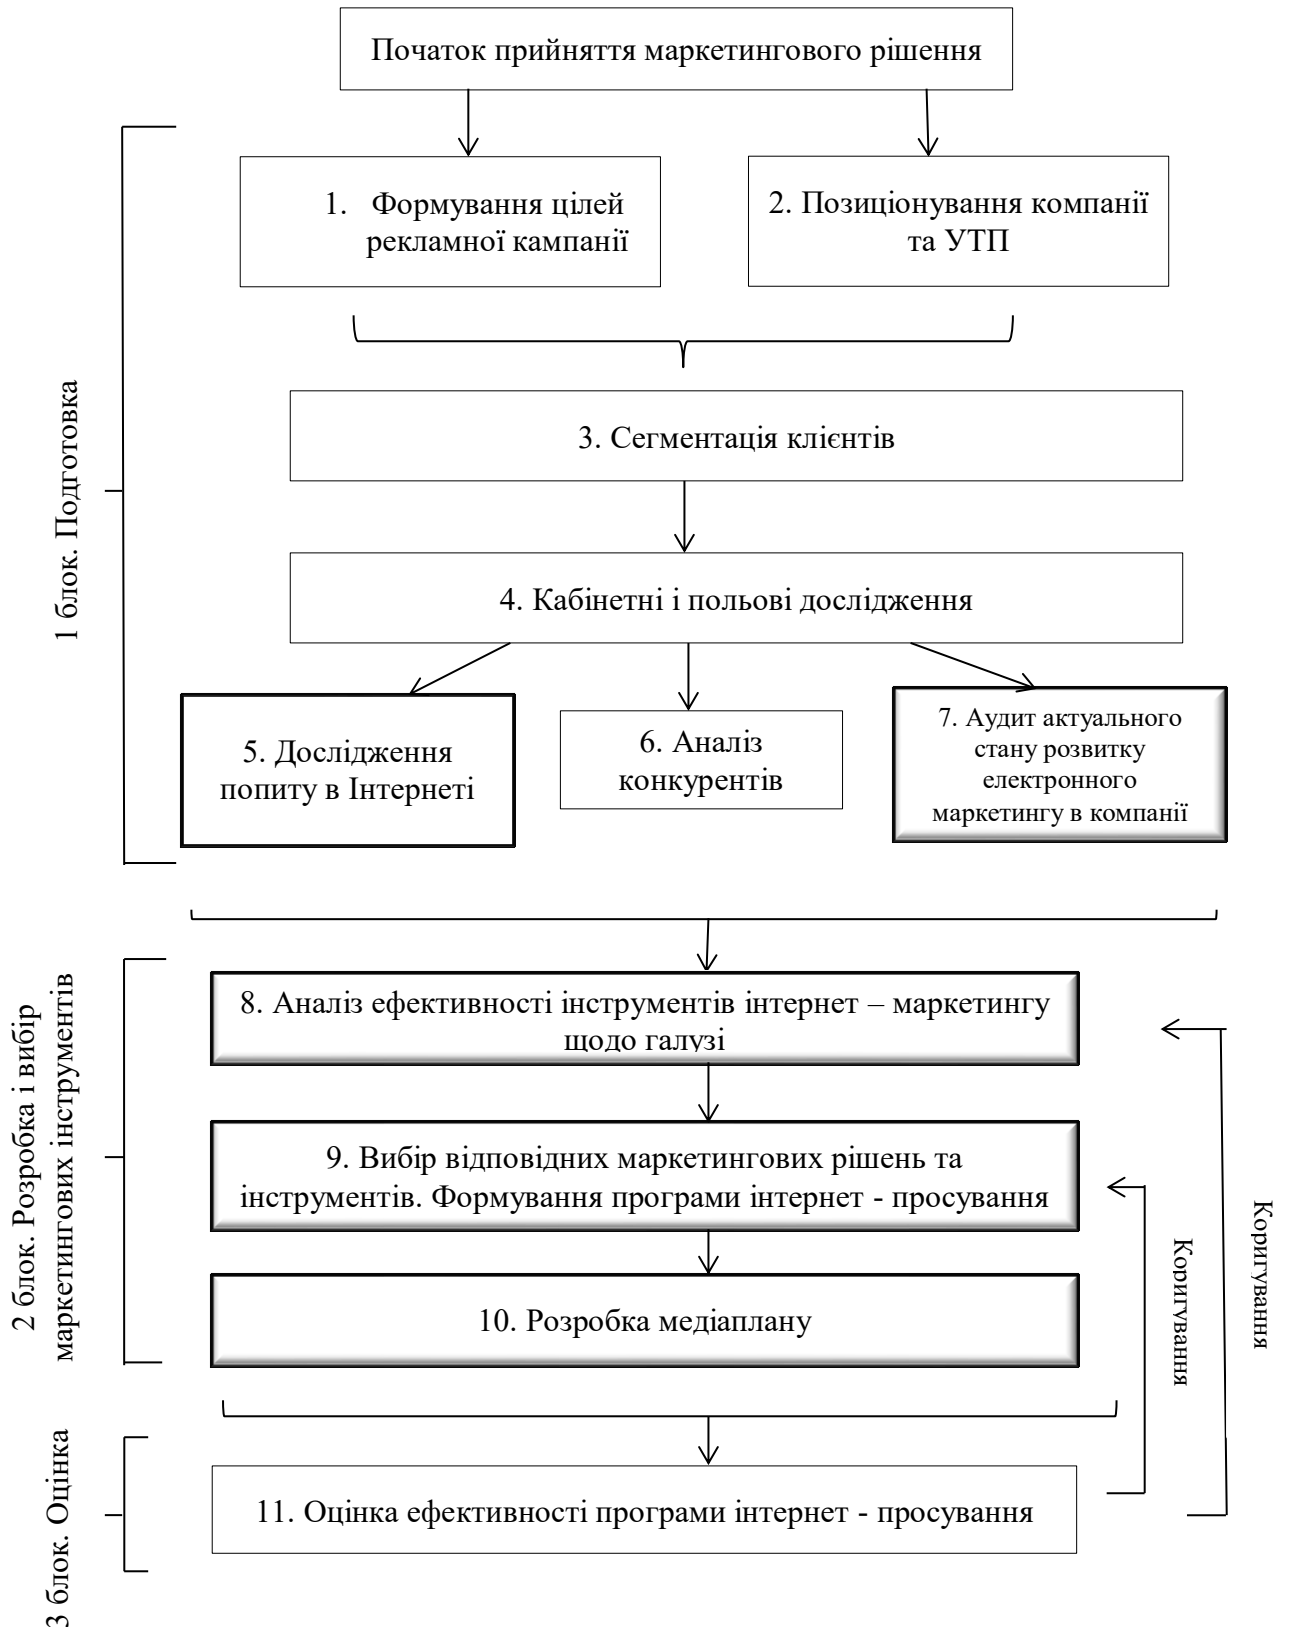 Початок прийняття маркетингового рішення
1. Формування цілей
рекламної кампанії
2. Позиціонування компанії
та УТП
3. Сегментація клієнтів
4. Кабінетні і польові дослідження
5. Дослідження
попиту в Інтернеті
6. Аналіз
конкурентів
7. Аудит актуального
стану розвитку
електронного
маркетингу в компанії
1 блок. Подготовка
8. Аналіз ефективності інструментів інтернет – маркетингу
щодо галузі
9. Вибір відповідних маркетингових рішень та
інструментів. Формування програми інтернет - просування
10. Розробка медіаплану
2 блок. Розробка і вибір
маркетингових інструментів
Коригування
Коригування
11. Оцінка ефективності програми інтернет - просування
3 блок. Оцінка